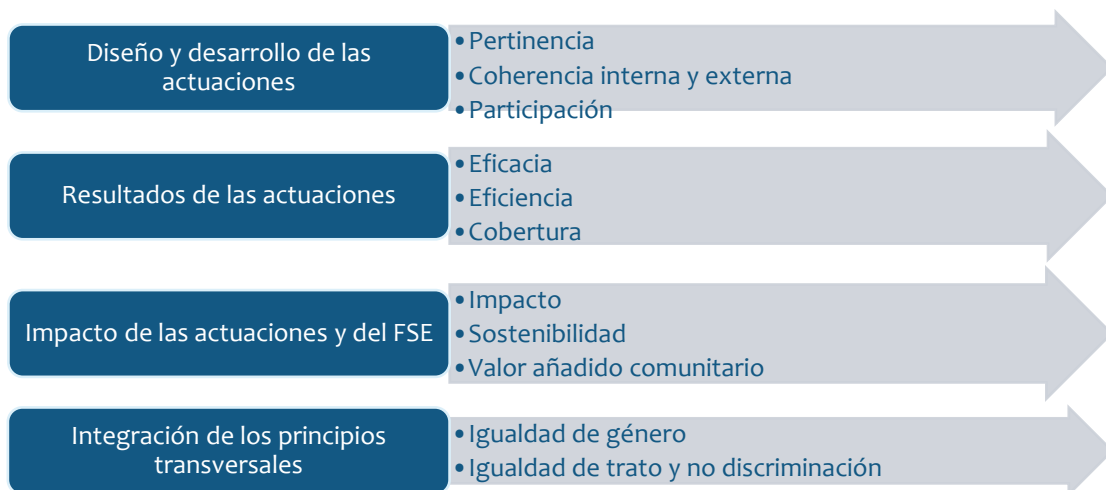 Diseño y desarrollo de las
actuaciones
•Pertinencia
•Coherencia interna y externa
•Participación
Resultados de las actuaciones
•Eficacia
•Eficiencia
•Cobertura
Impacto de las actuaciones y del FSE
•Impacto
•Sostenibilidad
•Valor añadido comunitario
Integración de los principios
transversales
•Igualdad de género
•Igualdad de trato y no discriminación